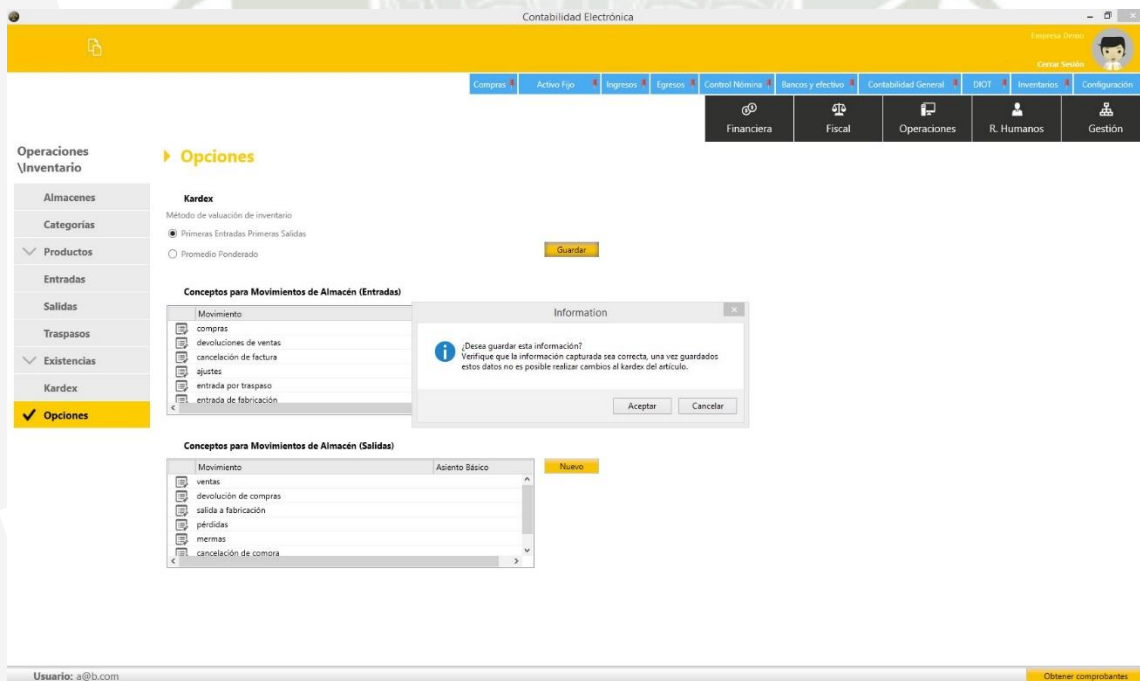 Contabilidad Electrónica
Empresa Demo
Cerrar Sesión
Compras Activo Fijo Ingresos Egresos Control Nómina Bancos y efectivo Contabilidad General DIOT Inventarios Configuración
Financiera Fiscal Operaciones R. Humanos Gestión
Operaciones
\Inventario
Almacenes
Categorías
Productos
Entradas
Salidas
Traspasos
Existencias
Kardex
Opciones
Opciones
Kardex
Método de valuación de inventario
Primeras Entradas Primeras Salidas
Promedio Ponderado
Guardar
Conceptos para Movimientos de Almacén (Entradas)
Movimiento
compras
devoluciones de ventas
cancelación de factura
ajustes
entrada por traspaso
entrada de fabricación
Information
¿Desea guardar esta información?
Verifique que la información capturada sea correcta, una vez guardados
estos datos no es posible realizar cambios al kardex del artículo.
Aceptar Cancelar
Conceptos para Movimientos de Almacén (Salidas)
Movimiento Asiento Básico
Nuevo
ventas
devolución de compras
salida a fabricación
pérdidas
mermas
cancelación de compra
Usuario: a@b.com
Obtener comprobantes